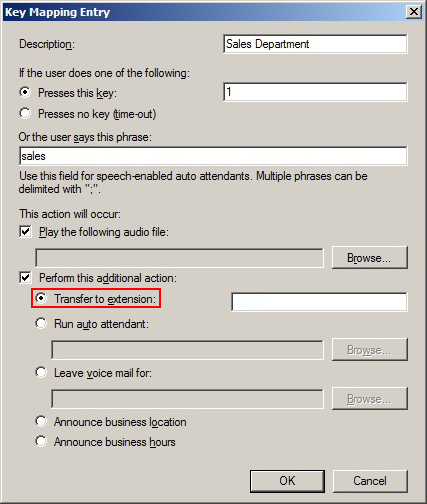 Key Mapping Entry
Description: Sales Department
If the user does one of the following:
Presses this key: 1
Presses no key (time-out)
Or the user says this phrase:
sales
Use this field for speech-enabled auto attendants. Multiple phrases can be
delimited with ";".
This action will occur:
Play the following audio file:
Browse...
Perform this additional action:
Transfer to extension:
Run auto attendant:
Browse...
Leave voice mail for:
Browse...
Announce business location
Announce business hours
OK Cancel